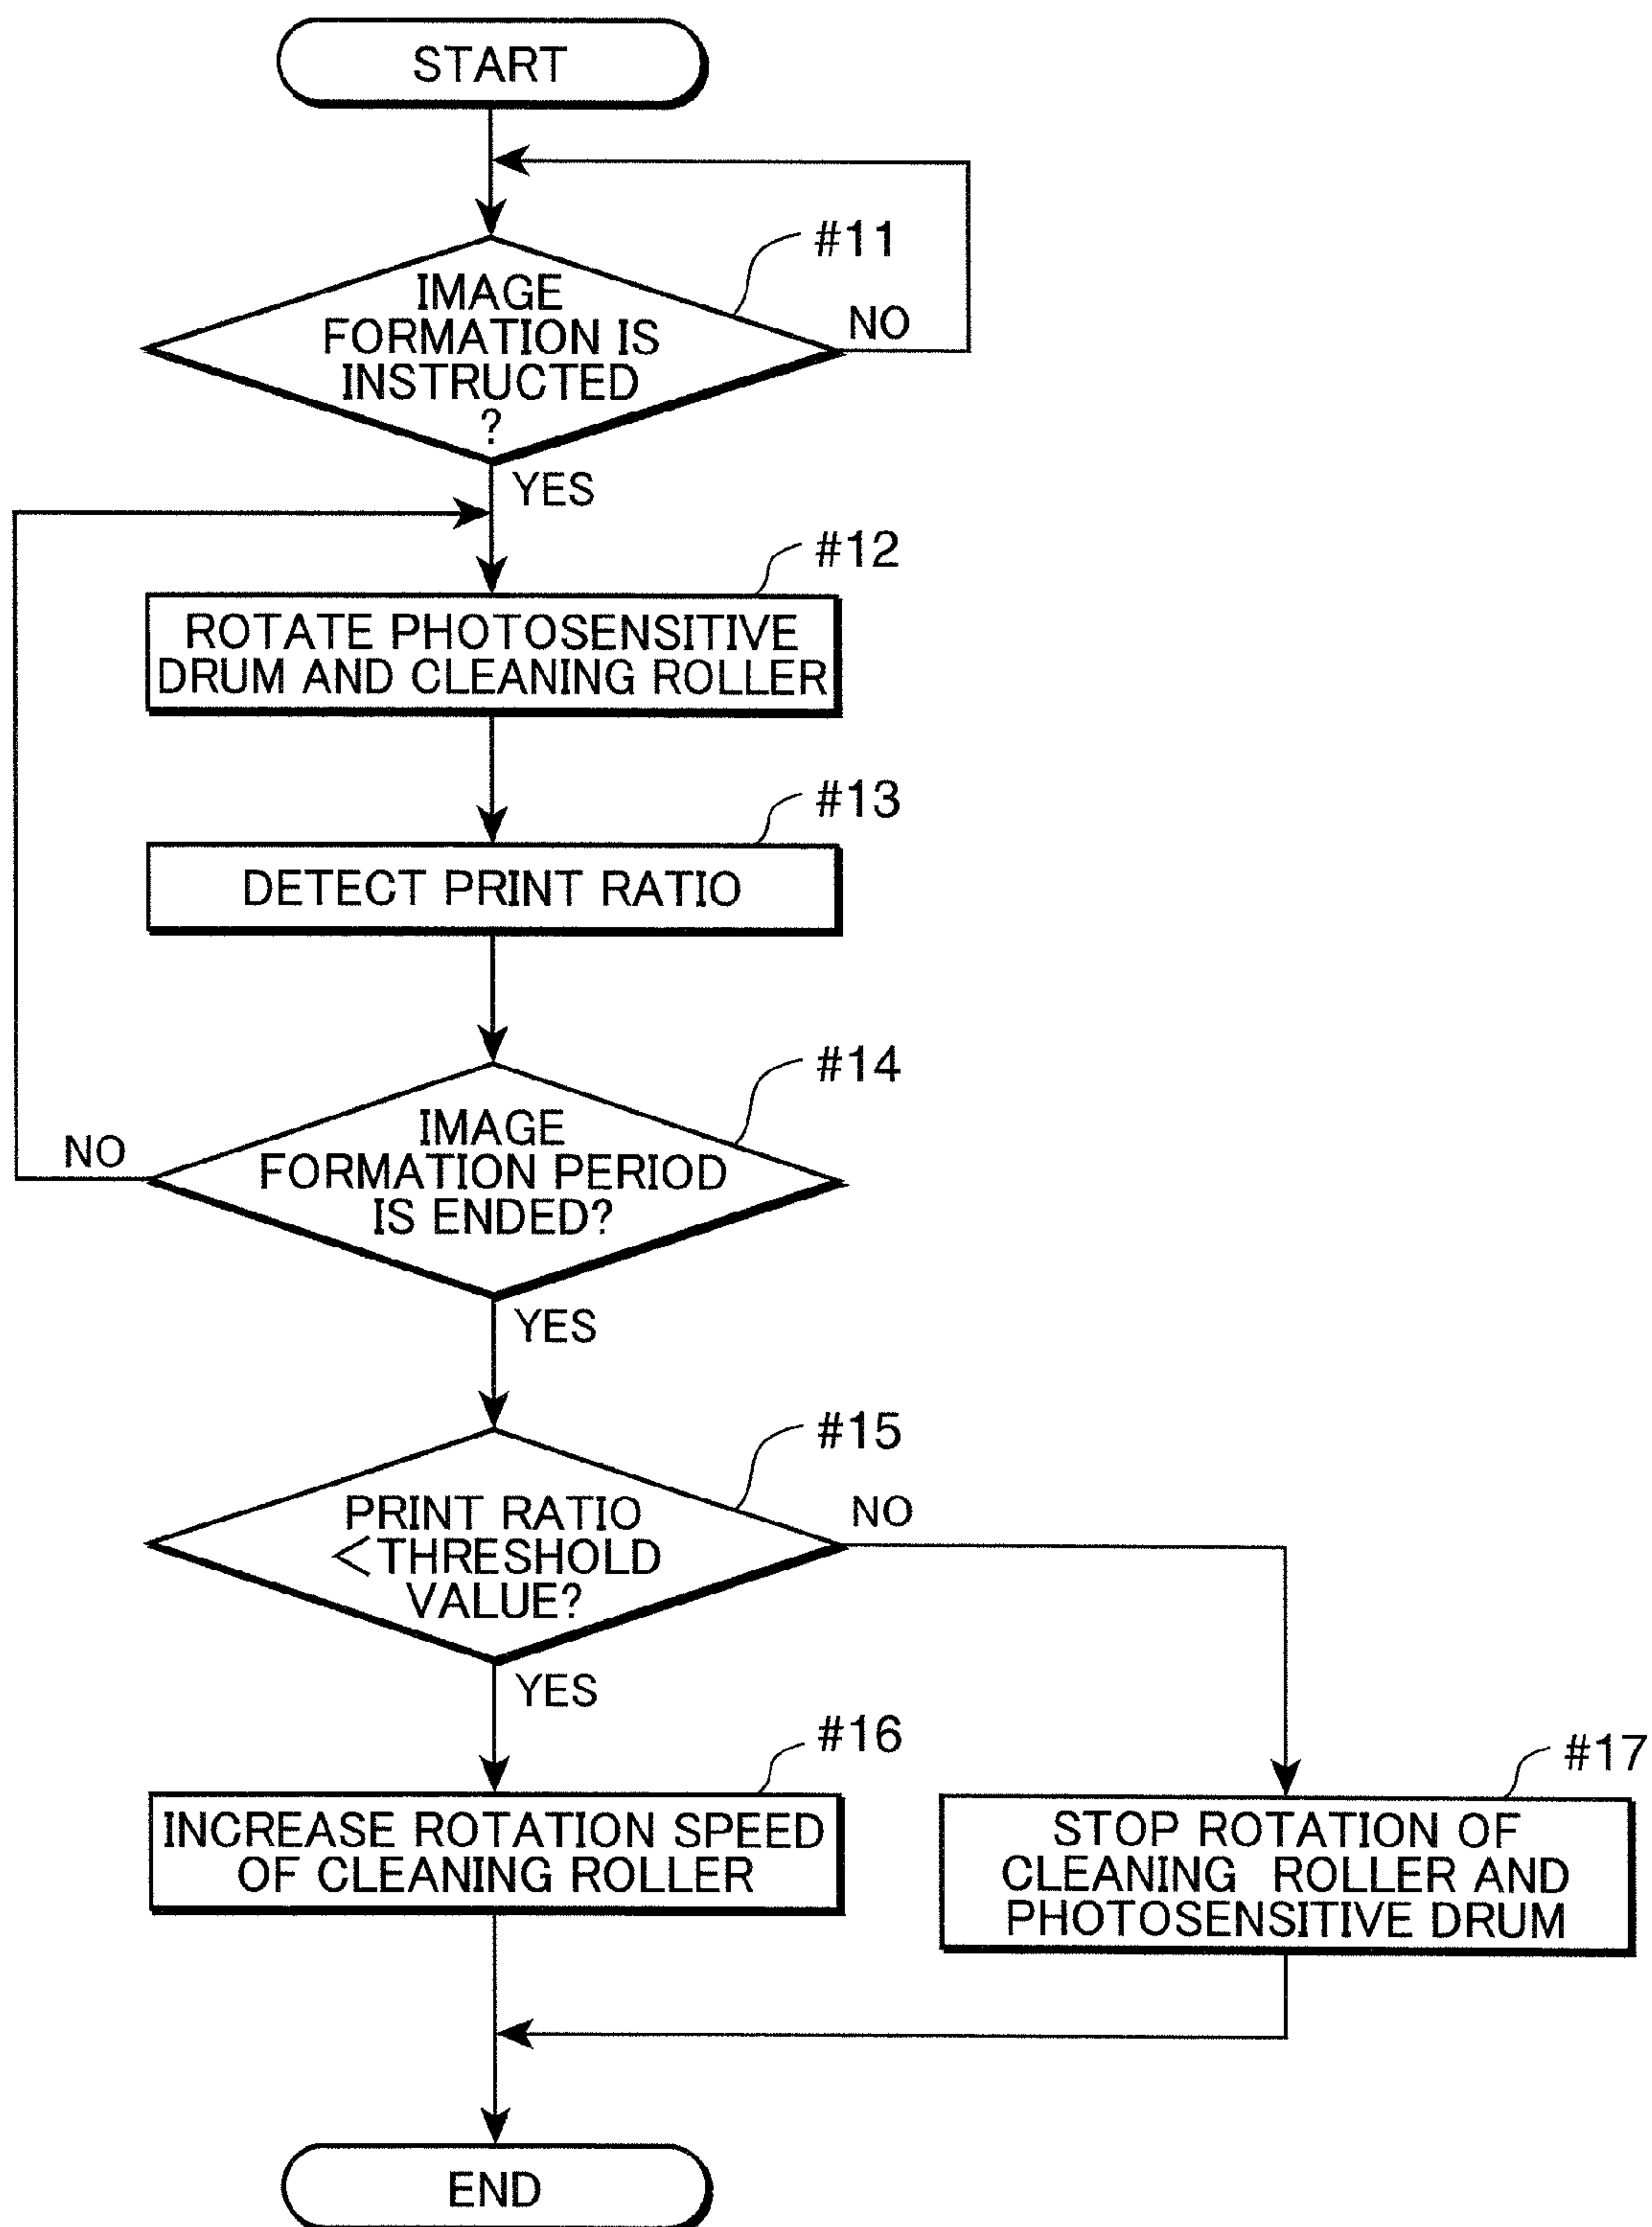 START
#11
IMAGE
FORMATION IS
INSTRUCTED
?
NO
YES
#12
ROTATE PHOTOSENSITIVE
DRUM AND CLEANING ROLLER
#13
DETECT PRINT RATIO
#14
IMAGE
FORMATION PERIOD
IS ENDED?
NO
YES
#15
PRINT RATIO
<THRESHOLD
VALUE?
NO
YES
#16
INCREASE ROTATION SPEED
OF CLEANING ROLLER
#17
STOP ROTATION OF
CLEANING ROLLER AND
PHOTOSENSITIVE DRUM
END